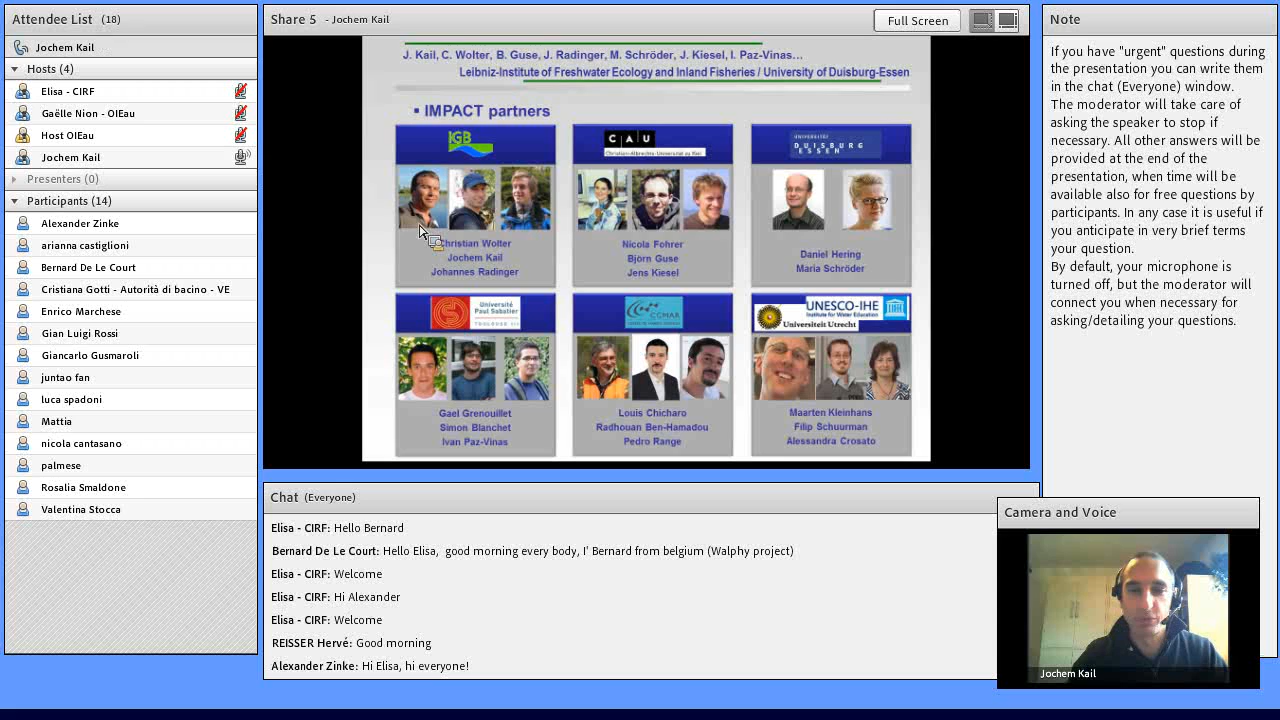 Attendee List (18)
Jochem Kail
Hosts (4)
Elisa - CIRF
Gaëlle Nion - OIEau
Host OIEau
Jochem Kail
Presenters (0)
Participants (14)
Alexander Zinke
arianna castiglioni
Bernard De Le Court
Cristiana Gotti - Autorità di bacino - VE
Enrico Marchese
Gian Luigi Rossi
Giancarlo Gusmaroli
juntao fan
luca spadoni
Mattia
nicola cantasano
palmese
Rosalia Smaldone
Valentina Stocca
Share 5 - Jochem Kail
Full Screen
J. Kail, C. Wolter, B. Guse, J. Radinger, M. Schröder, J. Kiesel, I. Paz-Vinas...
Leibniz-Institute of Freshwater Ecology and Inland Fisheries / University of Duisburg-Essen
▪ IMPACT partners
IGB
Christian Wolter
Jochem Kail
Johannes Radinger
C A U
Christian-Albrechts-Universität zu Kiel
Nicola Fohrer
Björn Guse
Jens Kiesel
UNIVERSITÄT
DUISBURG
ESSEN
Daniel Hering
Maria Schröder
Université
Paul Sabatier
TOULOUSE III
Gael Grenouillet
Simon Blanchet
Ivan Paz-Vinas
CCMAR
Louis Chicharo
Radhouan Ben-Hamadou
Pedro Range
UNESCO-IHE
Institute for Water Education
Universiteit Utrecht
Maarten Kleinhans
Filip Schuurman
Alessandra Crosato
Chat (Everyone)
Elisa - CIRF: Hello Bernard
Bernard De Le Court: Hello Elisa, good morning every body, I' Bernard from belgium (Walphy project)
Elisa - CIRF: Welcome
Elisa - CIRF: Hi Alexander
Elisa - CIRF: Welcome
REISSER Hervé: Good morning
Alexander Zinke: Hi Elisa, hi everyone!
Note
If you have "urgent" questions during
the presentation you can write them
in the chat (Everyone) window.
The moderator will take care of
asking the speaker to stop if
necessary. All other answers will be
provided at the end of the
presentation, when time will be
available also for free questions by
participants. In any case it is useful if
you anticipate in very brief terms
your question.
By default, your microphone is
turned off, but the moderator will
connect you when necessary for
asking/detailing your questions.
Camera and Voice
Jochem Kail